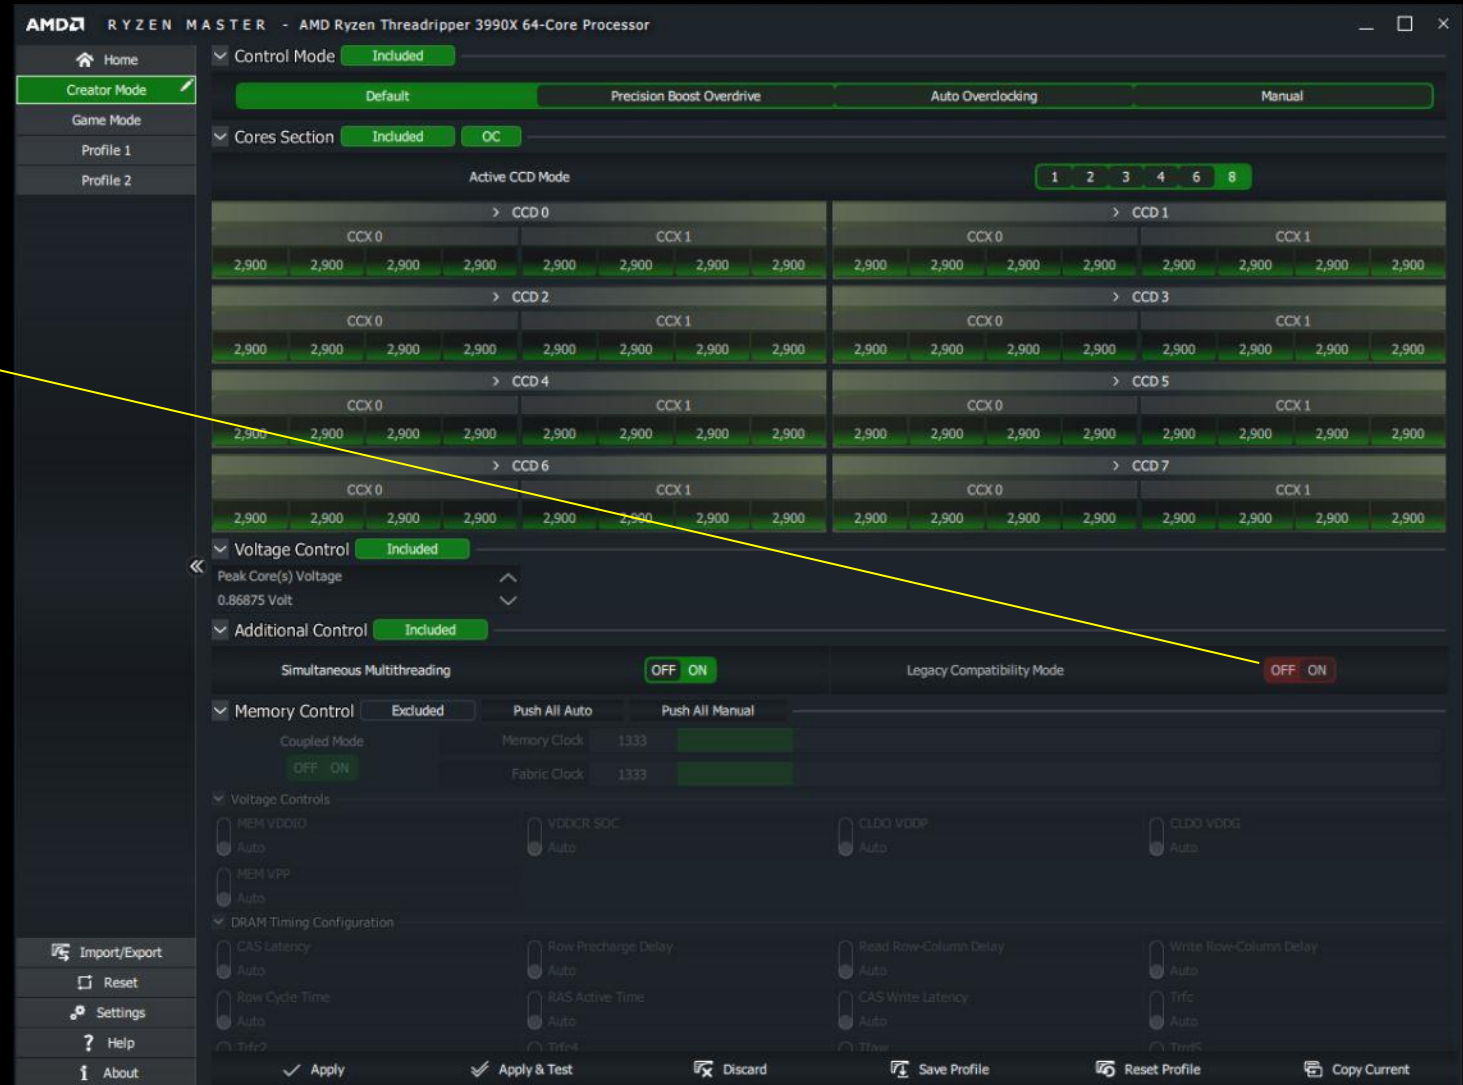 AMD RYZEN MASTER - AMD Ryzen Threadripper 3990X 64-Core Processor
Home
Creator Mode
Game Mode
Profile 1
Profile 2
Control Mode Included
Default Precision Boost Overdrive Auto Overclocking Manual
Cores Section Included OC
Active CCD Mode 1 2 3 4 6 8
CCD 0 CCD 1
CCX 0 CCX 1 CCX 0 CCX 1
2,900 2,900 2,900 2,900 2,900 2,900 2,900 2,900 2,900 2,900 2,900 2,900 2,900 2,900 2,900 2,900
CCD 2 CCD 3
CCX 0 CCX 1 CCX 0 CCX 1
2,900 2,900 2,900 2,900 2,900 2,900 2,900 2,900 2,900 2,900 2,900 2,900 2,900 2,900 2,900 2,900
CCD 4 CCD 5
CCX 0 CCX 1 CCX 0 CCX 1
2,900 2,900 2,900 2,900 2,900 2,900 2,900 2,900 2,900 2,900 2,900 2,900 2,900 2,900 2,900 2,900
CCD 6 CCD 7
CCX 0 CCX 1 CCX 0 CCX 1
2,900 2,900 2,900 2,900 2,900 2,900 2,900 2,900 2,900 2,900 2,900 2,900 2,900 2,900 2,900 2,900
Voltage Control Included
Peak Core(s) Voltage
0.86875 Volt
Additional Control Included
Simultaneous Multithreading OFF ON Legacy Compatibility Mode OFF ON
Memory Control Excluded Push All Auto Push All Manual
Coupled Mode Memory Clock 1333
OFF ON Fabric Clock 1333
Voltage Controls
MEM VDDIO VDDCR SOC CLDO VDDP CLDO VDDG
Auto Auto Auto Auto
MEM VPP
Auto
DRAM Timing Configuration
CAS Latency Row Precharge Delay Read Row-Column Delay Write Row-Column Delay
Auto Auto Auto Auto
Row Cycle Time RAS Active Time CAS Write Latency Trfc
Auto Auto Auto Auto
Trfc2 Trfc4 Tfaw TrrdS
Import/Export
Reset
Settings
Help
About
Apply Apply & Test Discard Save Profile Reset Profile Copy Current